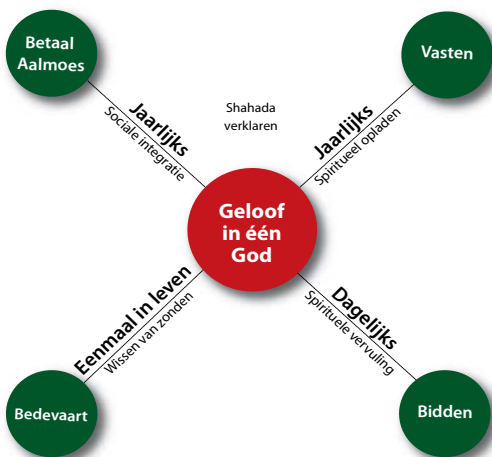 Betaal
Aalmoes
Vasten
Jaarlijks
Sociale integratie
Shahada
verklaren
Jaarlijks
Spiritueel opladen
Geloof
in één
God
Eenmaal in leven
Wissen van zonden
Dagelijks
Spirituele vervuling
Bedevaart
Bidden